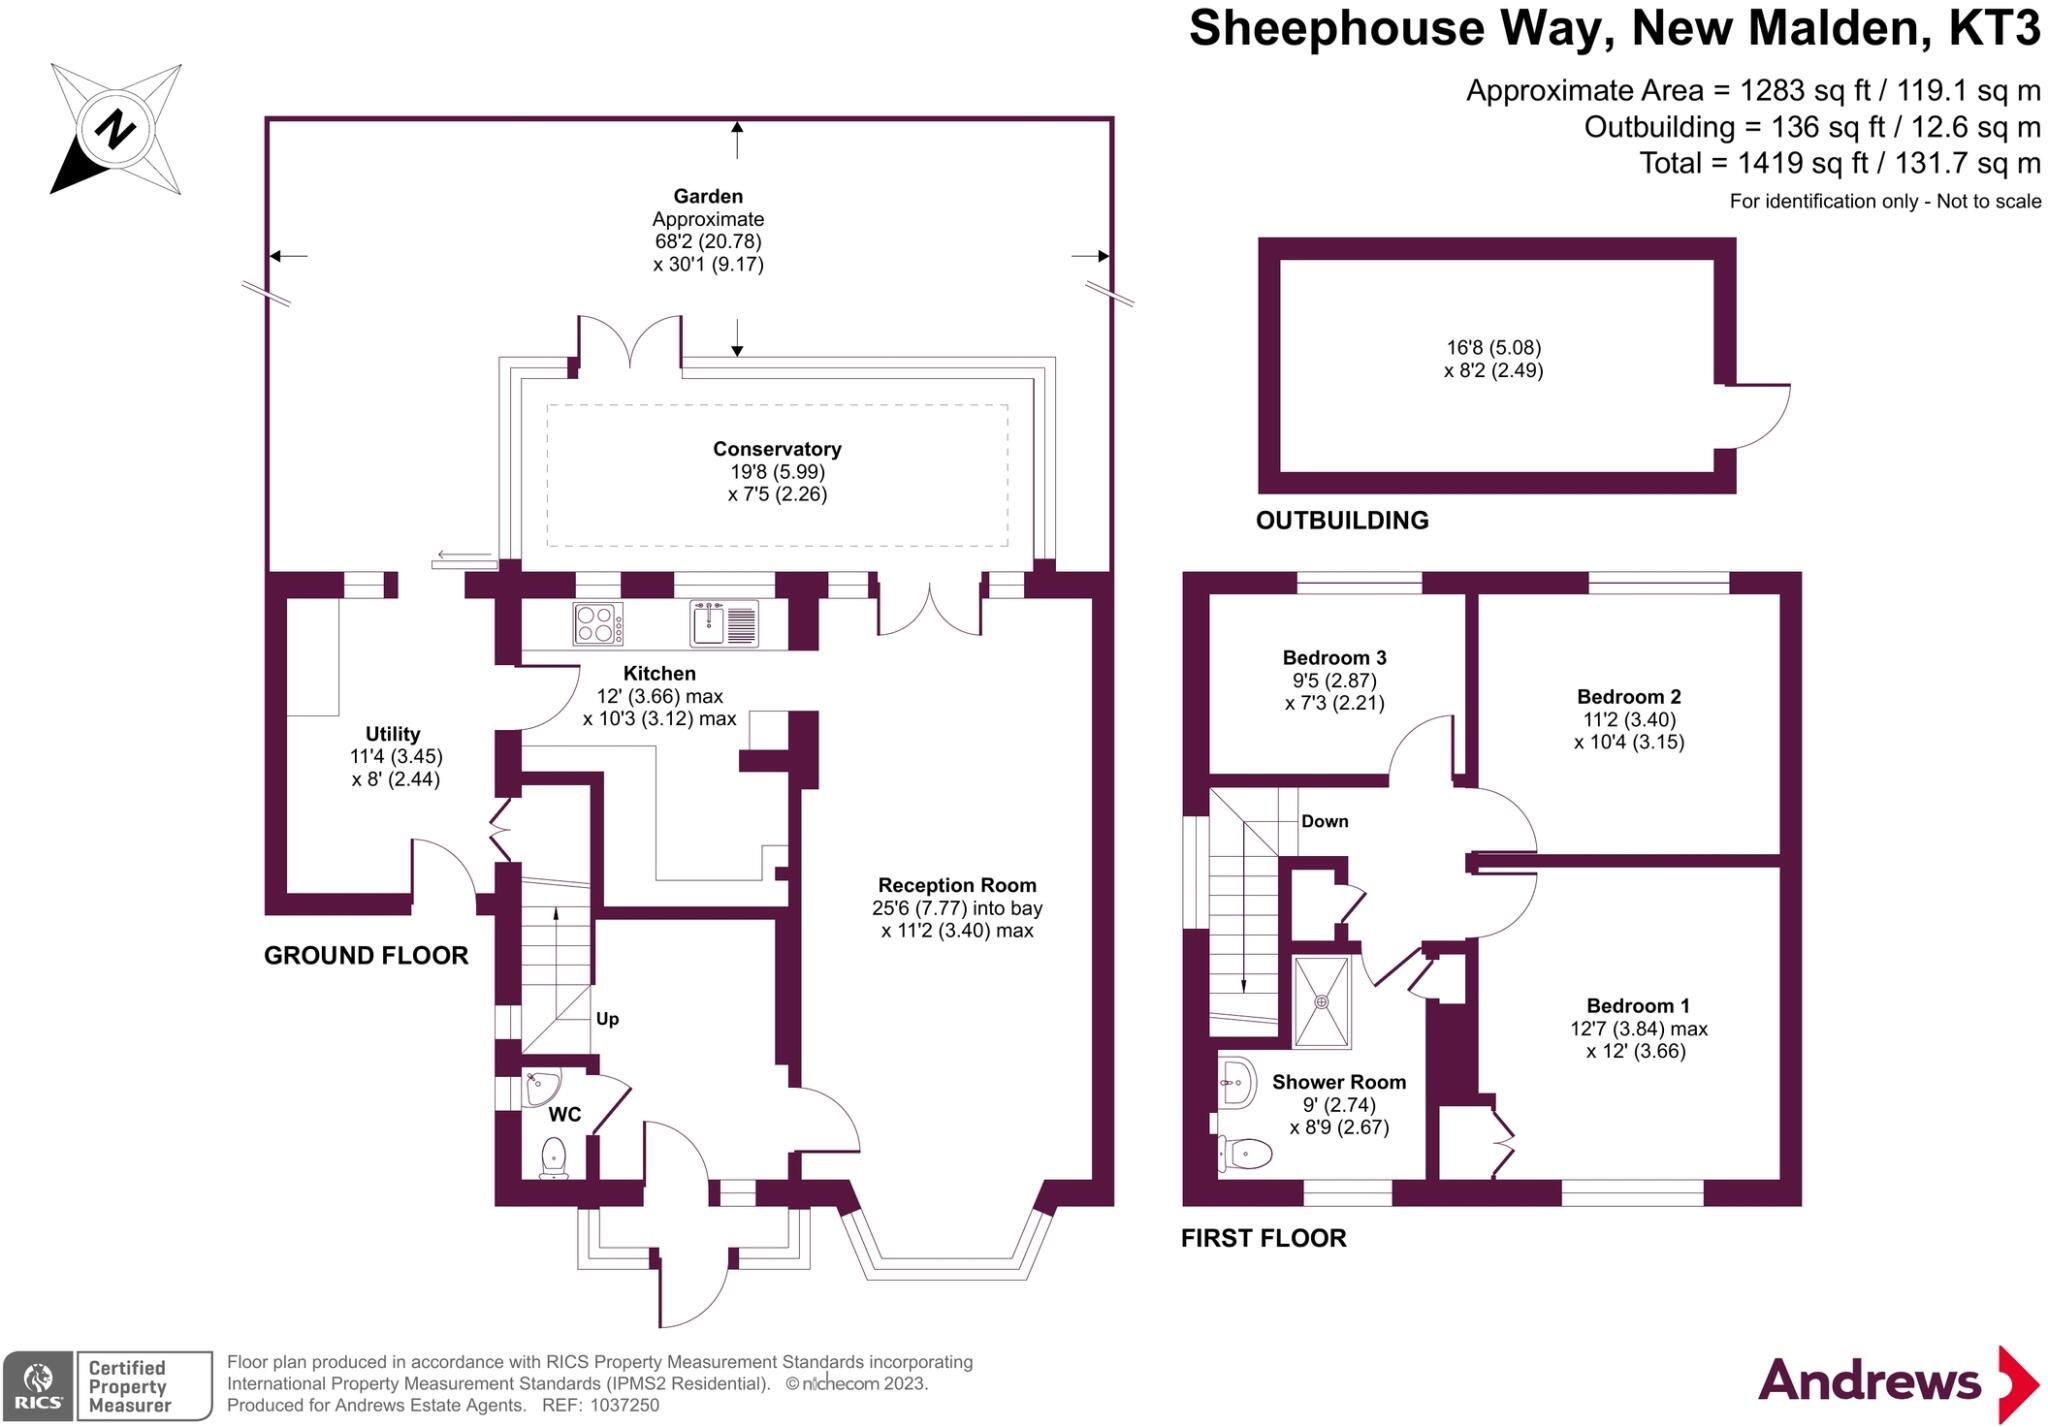 Sheephouse Way, New Malden, KT3
Approximate Area = 1283 sq ft / 119.1 sq m
Outbuilding = 136 sq ft / 12.6 sq m
Total = 1419 sq ft / 131.7 sq m
For identification only - Not to scale
N
Garden
Approximate
68'2 (20.78)
x 30'1 (9.17)
16'8 (5.08)
x 8'2 (2.49)
OUTBUILDING
Conservatory
19'8 (5.99)
x 7'5 (2.26)
Kitchen
12' (3.66) max
x 10'3 (3.12) max
Utility
11'4 (3.45)
x 8' (2.44)
Reception Room
25'6 (7.77) into bay
x 11'2 (3.40) max
Up
WC
GROUND FLOOR
Bedroom 3
9'5 (2.87)
x 7'3 (2.21)
Bedroom 2
11'2 (3.40)
x 10'4 (3.15)
Down
Bedroom 1
12'7 (3.84) max
x 12' (3.66)
Shower Room
9' (2.74)
x 8'9 (2.67)
FIRST FLOOR
RICS
Certified
Property
Measurer
Floor plan produced in accordance with RICS Property Measurement Standards incorporating
International Property Measurement Standards (IPMS2 Residential). © nichecom 2023.
Produced for Andrews Estate Agents. REF: 1037250
Andrews